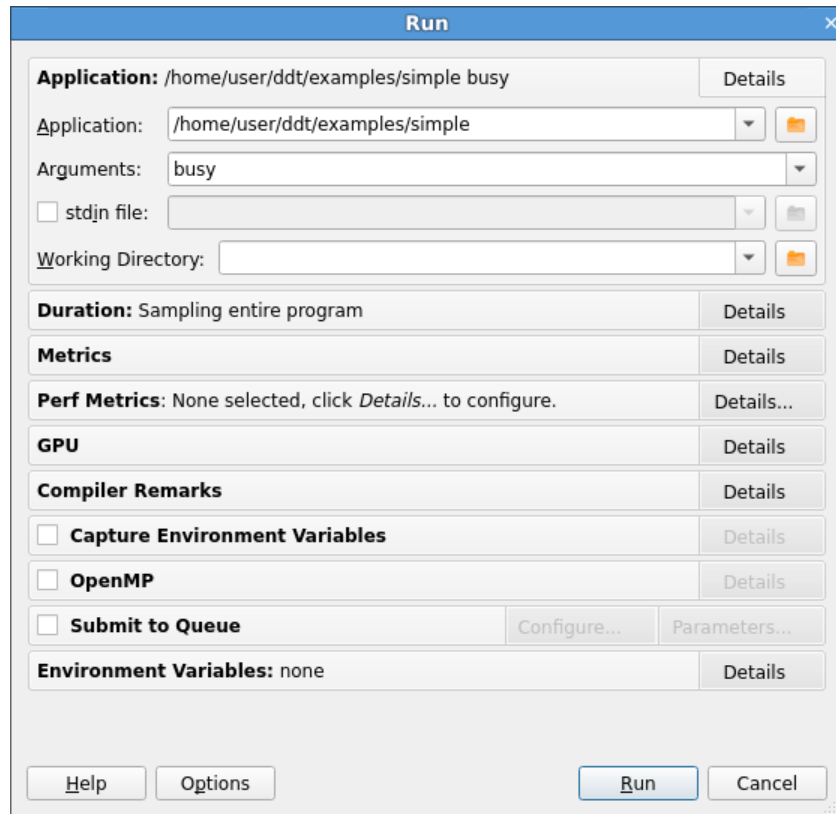 Run
Application: /home/user/ddt/examples/simple busy Details
Application: /home/user/ddt/examples/simple
Arguments: busy
stdin file:
Working Directory:
Duration: Sampling entire program Details
Metrics Details
Perf Metrics: None selected, click Details... to configure. Details...
GPU Details
Compiler Remarks Details
Capture Environment Variables Details
OpenMP Details
Submit to Queue Configure... Parameters...
Environment Variables: none Details
Help Options Run Cancel